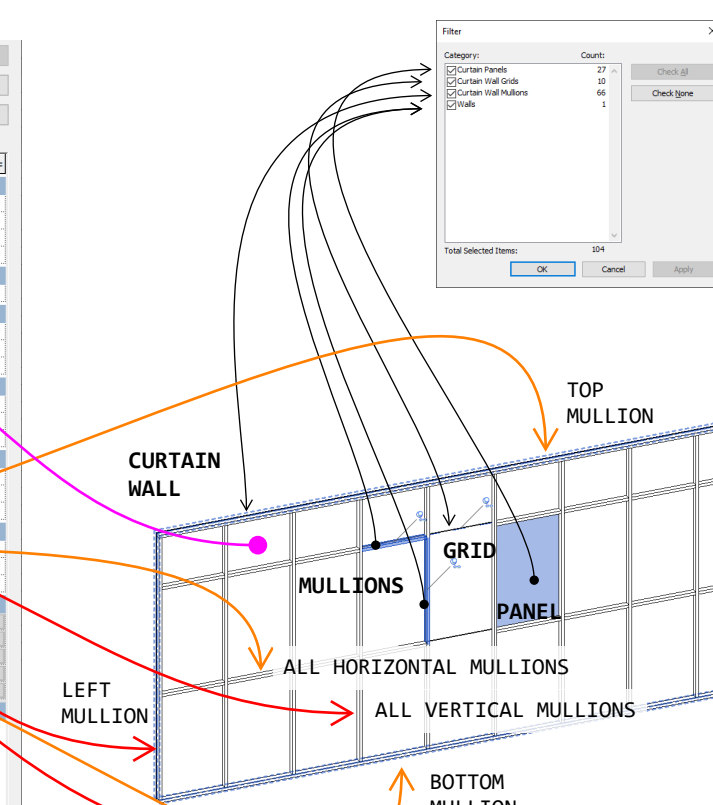 Filter
Category: Count:
Curtain Panels 27
Curtain Wall Grids 10
Curtain Wall Mullions 66
Walls 1
Check All
Check None
Total Selected Items: 104
OK Cancel Apply
TOP
MULLION
CURTAIN
WALL
GRID
MULLIONS
PANEL
ALL HORIZONTAL MULLIONS
LEFT
MULLION
ALL VERTICAL MULLIONS
BOTTOM
MULLION